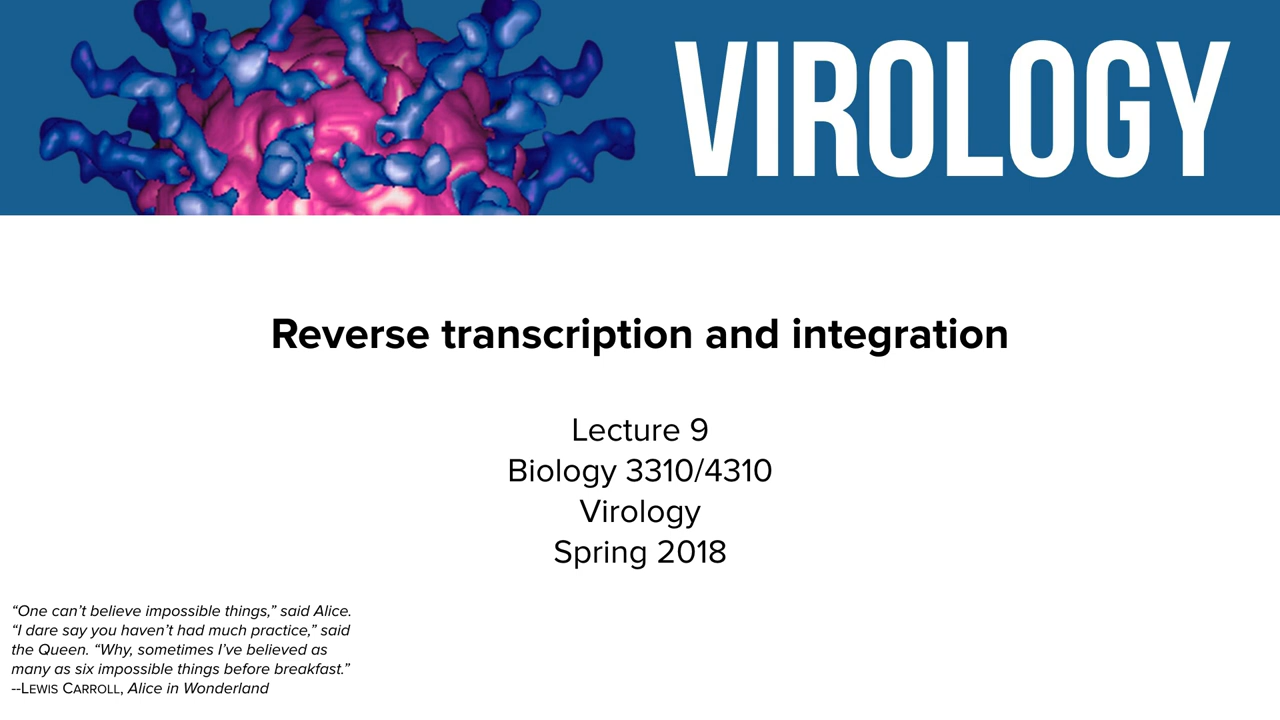 VIROLOGY
Reverse transcription and integration
Lecture 9
Biology 3310/4310
Virology
Spring 2018
“One can’t believe impossible things,” said Alice.
“I dare say you haven’t had much practice,” said
the Queen. “Why, sometimes I’ve believed as
many as six impossible things before breakfast.”
--LEWIS CARROLL, Alice in Wonderland